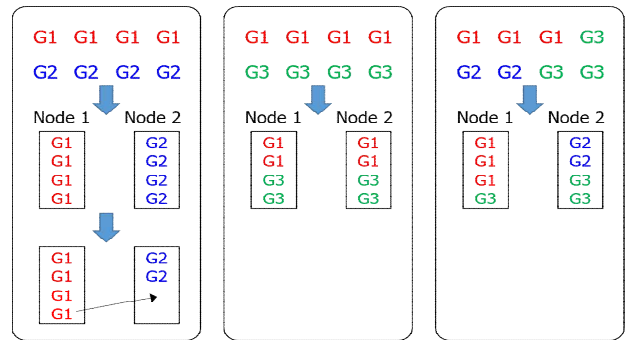 G1 G1 G1 G1
G2 G2 G2 G2
Node 1 Node 2
G1 G2
G1 G2
G1 G2
G1 G2
G1 G2
G1 G2
G1
G1
G1 G1 G1 G1
G3 G3 G3 G3
Node 1 Node 2
G1 G1
G1 G1
G3 G3
G3 G3
G1 G1 G1 G3
G2 G2 G3 G3
Node 1 Node 2
G1 G2
G1 G2
G1 G3
G3 G3